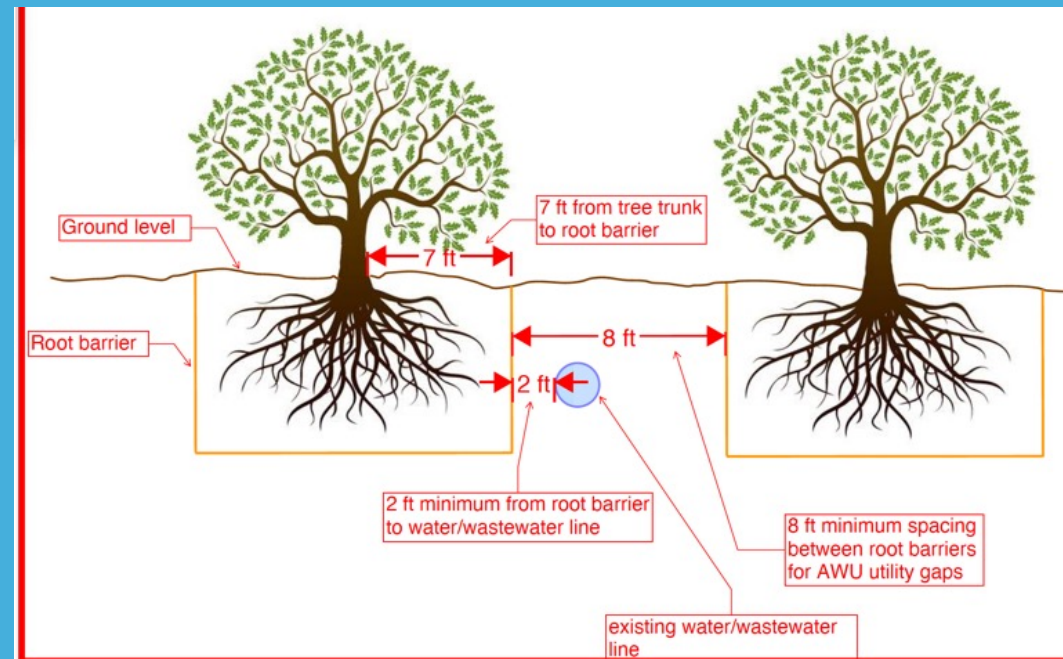 7 ft from tree trunk
to root barrier
Ground level
7 ft
Root barrier
8 ft
2 ft
2 ft minimum from root barrier
to water/wastewater line
8 ft minimum spacing
between root barriers
for AWU utility gaps
existing water/wastewater
line